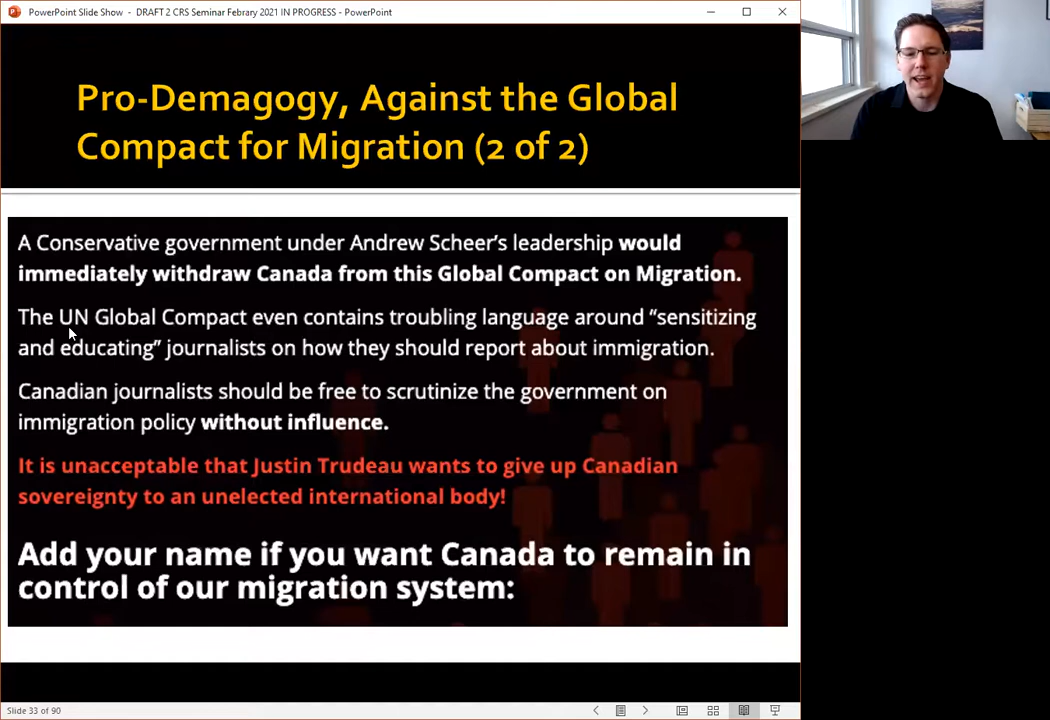 PowerPoint Slide Show - DRAFT 2 CRS Seminar Febrary 2021 IN PROGRESS - PowerPoint
Pro-Demagogy, Against the Global
Compact for Migration (2 of 2)
A Conservative government under Andrew Scheer’s leadership would
immediately withdraw Canada from this Global Compact on Migration.
The UN Global Compact even contains troubling language around “sensitizing
and educating” journalists on how they should report about immigration.
Canadian journalists should be free to scrutinize the government on
immigration policy without influence.
It is unacceptable that Justin Trudeau wants to give up Canadian
sovereignty to an unelected international body!
Add your name if you want Canada to remain in
control of our migration system:
Slide 33 of 90